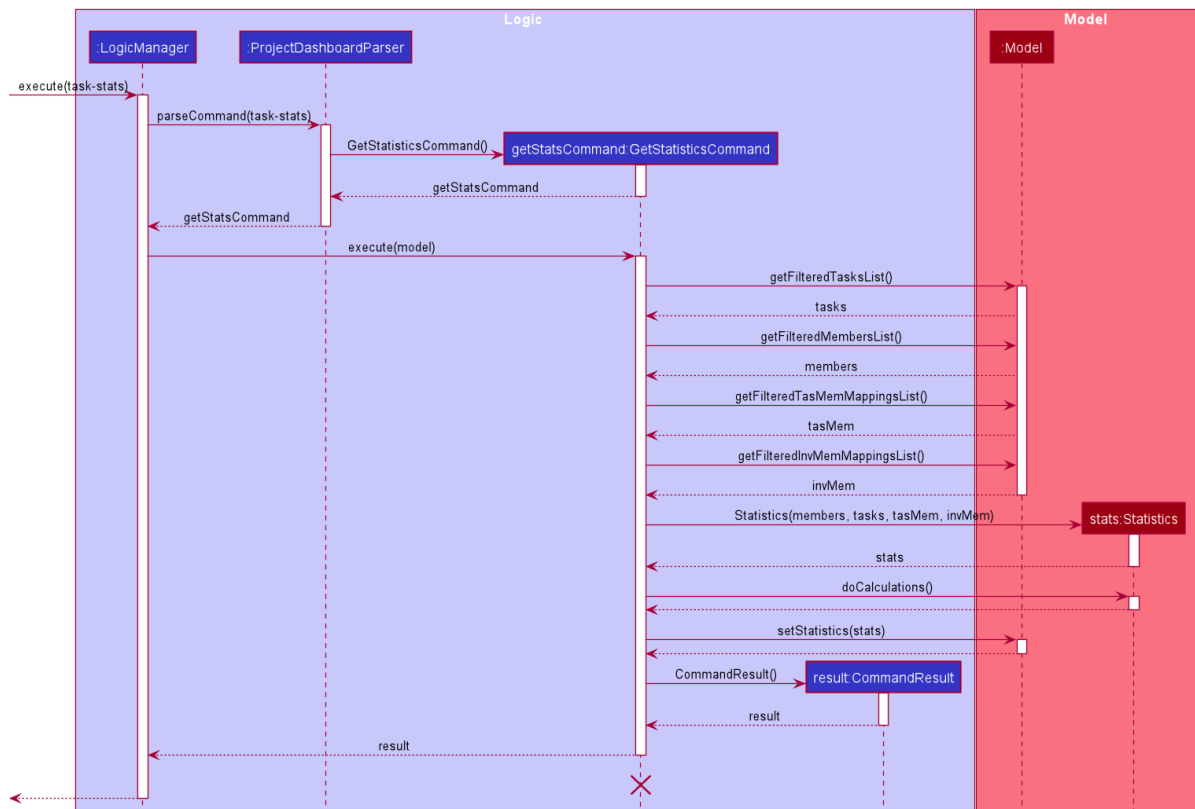 Logic
Model
:LogicManager
:ProjectDashboardParser
:Model
execute(task-stats)
parseCommand(task-stats)
GetStatisticsCommand()
getStatsCommand:GetStatisticsCommand
getStatsCommand
getStatsCommand
execute(model)
getFilteredTasksList()
tasks
getFilteredMembersList()
members
getFilteredTasMemMappingsList()
tasMem
getFilteredInvMemMappingsList()
invMem
Statistics(members, tasks, tasMem, invMem)
stats:Statistics
stats
doCalculations()
setStatistics(stats)
CommandResult()
result:CommandResult
result
result